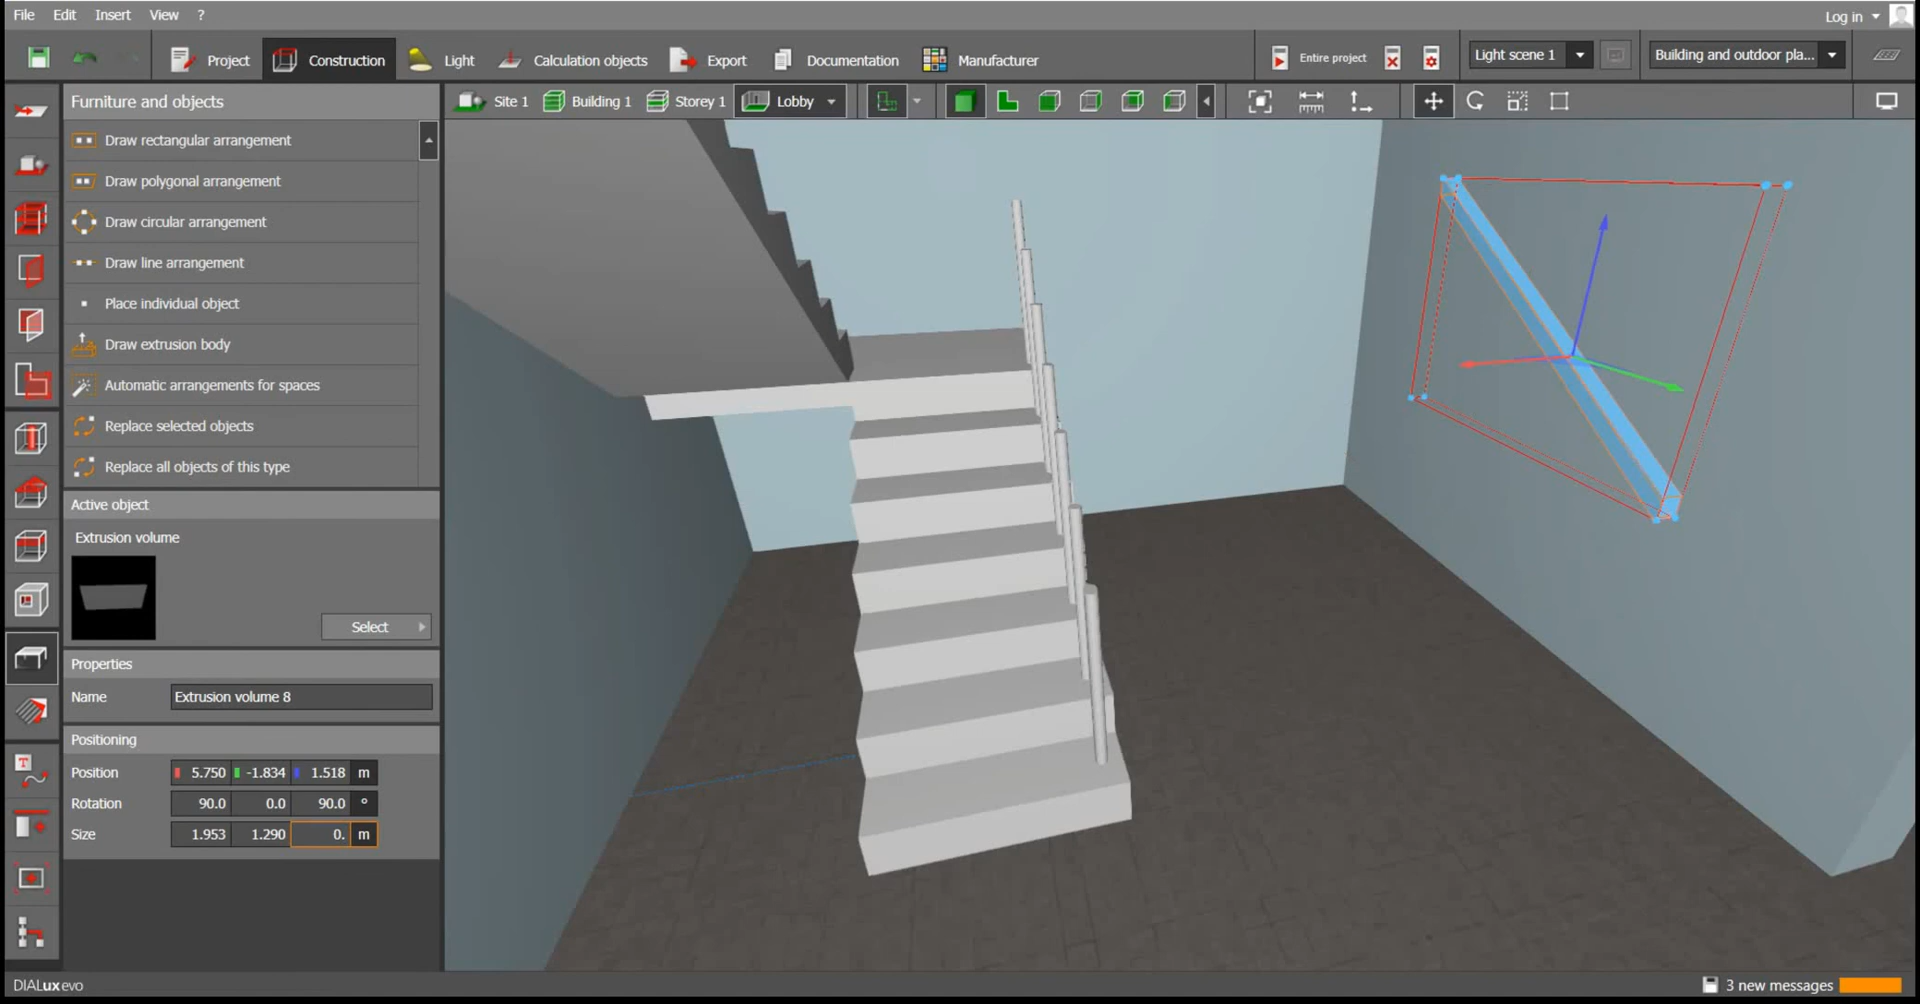 File Edit Insert View ?
Log in
Project Construction Light Calculation objects Export Documentation Manufacturer
Entire project
Light scene 1
Building and outdoor pla...
Furniture and objects
Site 1 Building 1 Storey 1 Lobby
Draw rectangular arrangement
Draw polygonal arrangement
Draw circular arrangement
Draw line arrangement
Place individual object
Draw extrusion body
Automatic arrangements for spaces
Replace selected objects
Replace all objects of this type
Active object
Extrusion volume
Select
Properties
Name Extrusion volume 8
Positioning
Position 5.750 -1.834 1.518 m
Rotation 90.0 0.0 90.0 °
Size 1.953 1.290 0. m
T
DIALux evo
3 new messages